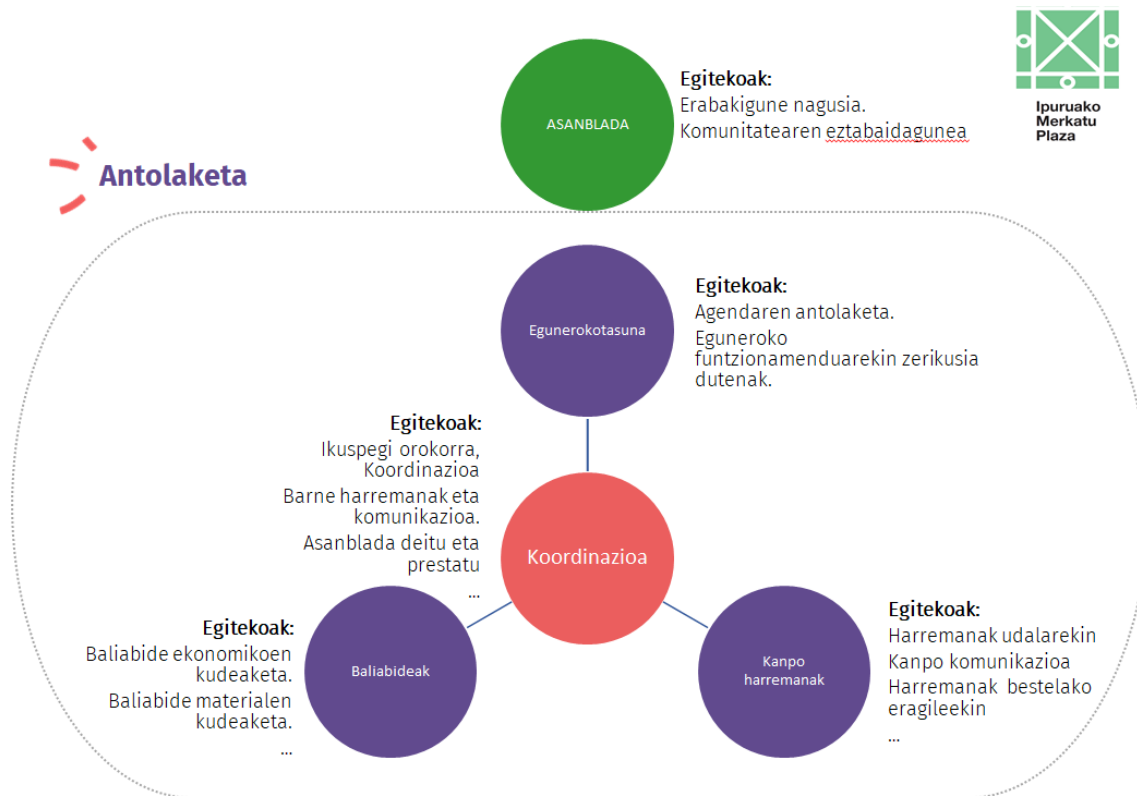 Ipuruako
Merkatu
Plaza
Antolaketa
ASANBLADA
Egitekoak:
Erabakigune nagusia.
Komunitatearen eztabaidagunea
Egunerokotasuna
Egitekoak:
Agendaren antolaketa.
Eguneroko
funtzionamenduarekin zerikusia
dutenak.
Egitekoak:
Ikuspegi orokorra,
Koordinazioa
Barne harremanak eta
komunikazioa.
Asanblada deitu eta
prestatu
...
Koordinazioa
Egitekoak:
Baliabide ekonomikoen
kudeaketa.
Baliabide materialen
kudeaketa.
...
Baliabideak
Kanpo
harremanak
Egitekoak:
Harremanak udalarekin
Kanpo komunikazioa
Harremanak bestelako
eragileekin
...